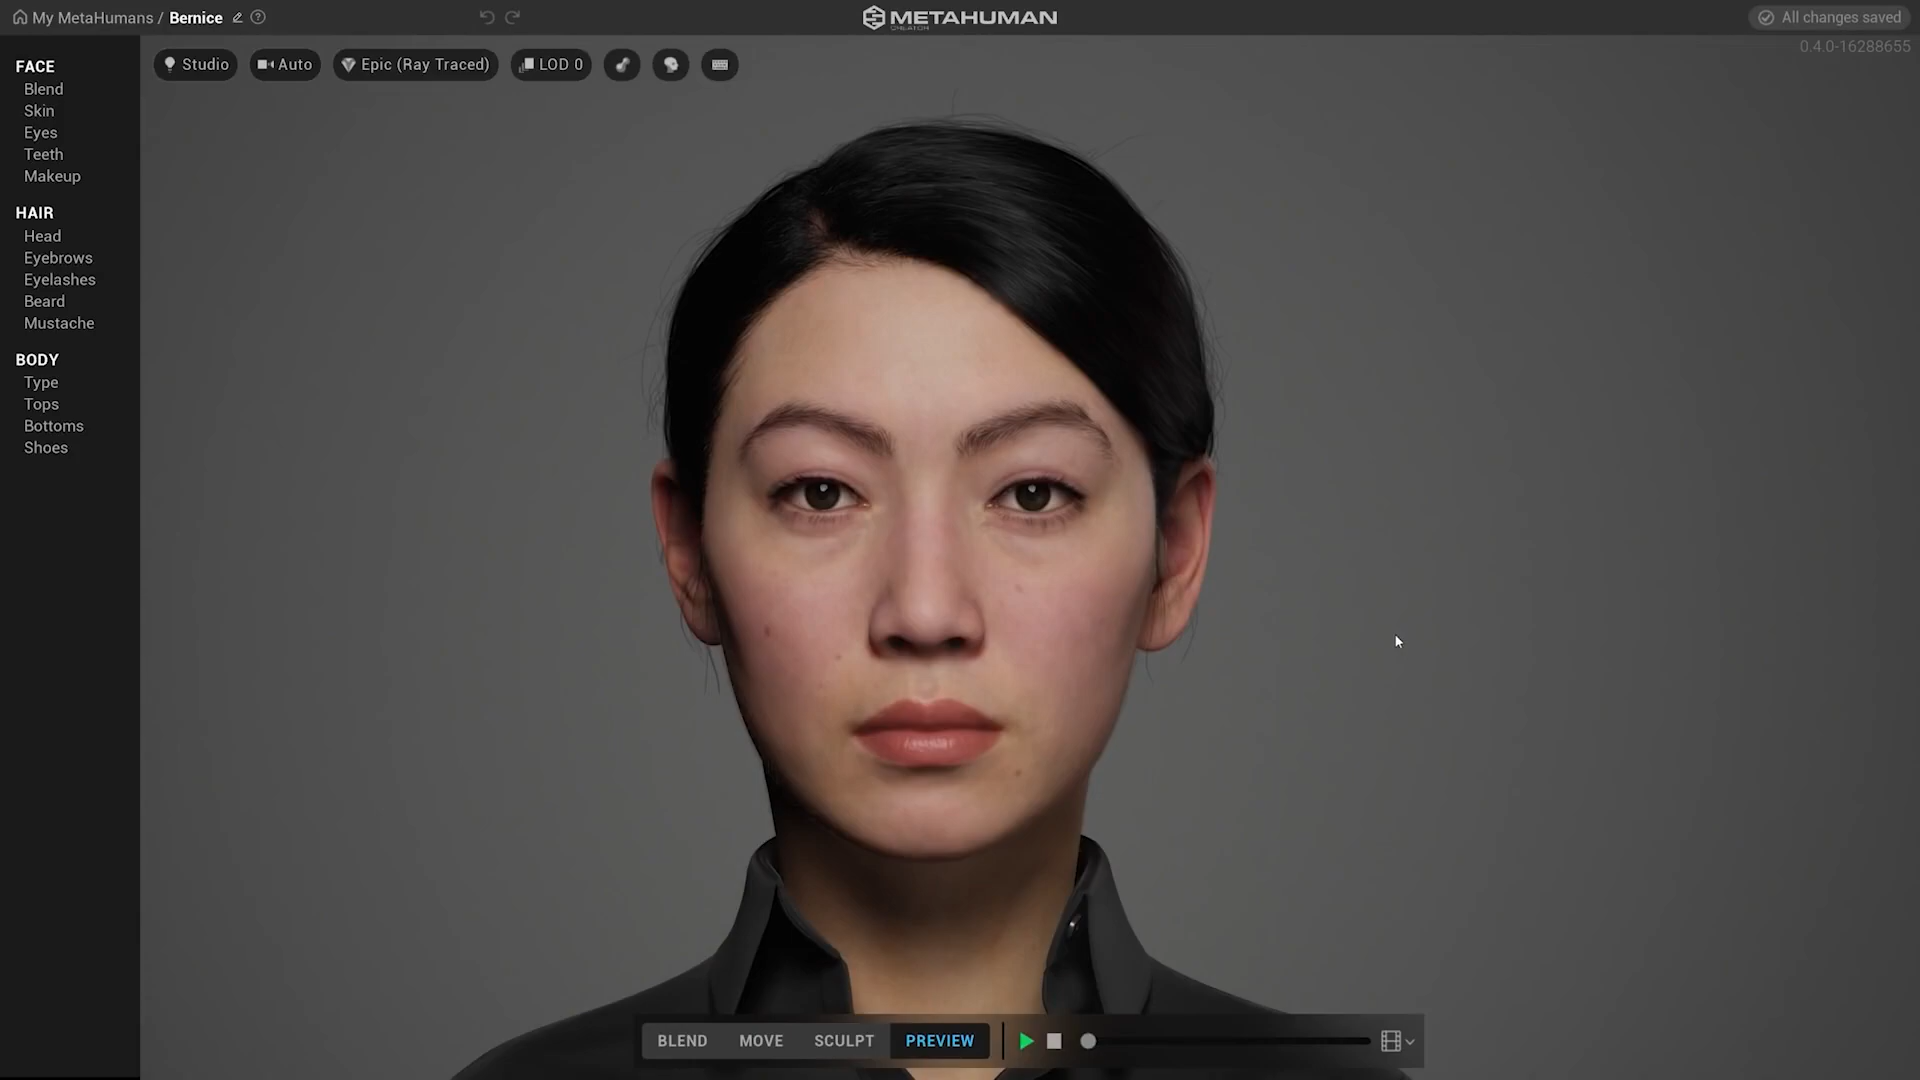 My MetaHumans / Bernice
METAHUMAN
CREATOR
All changes saved
0.4.0-16288655
Studio
Auto
Epic (Ray Traced)
LOD 0
FACE
Blend
Skin
Eyes
Teeth
Makeup
HAIR
Head
Eyebrows
Eyelashes
Beard
Mustache
BODY
Type
Tops
Bottoms
Shoes
BLEND
MOVE
SCULPT
PREVIEW